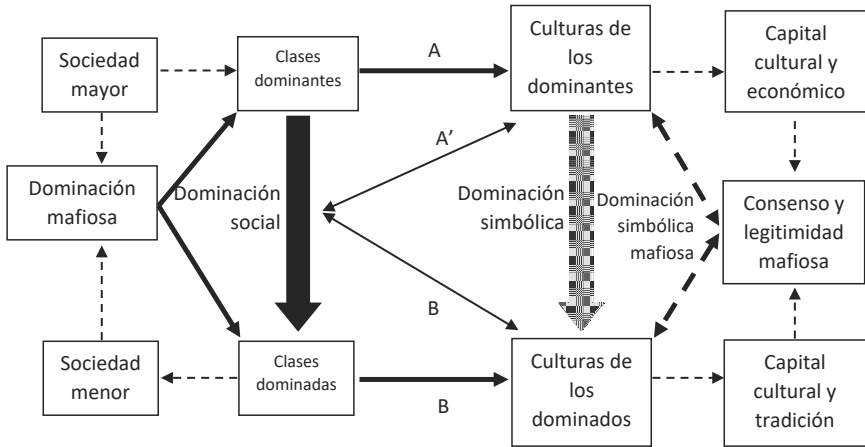 Sociedad
mayor
Clases
dominantes
A
Culturas de
los
dominantes
Capital
cultural y
económico
A’
Dominación
mafiosa
Dominación
social
Dominación
simbólica
Dominación
simbólica
mafiosa
Consenso y
legitimidad
mafiosa
B
Sociedad
menor
Clases
dominadas
B
Culturas de
los
dominados
Capital
cultural y
tradición